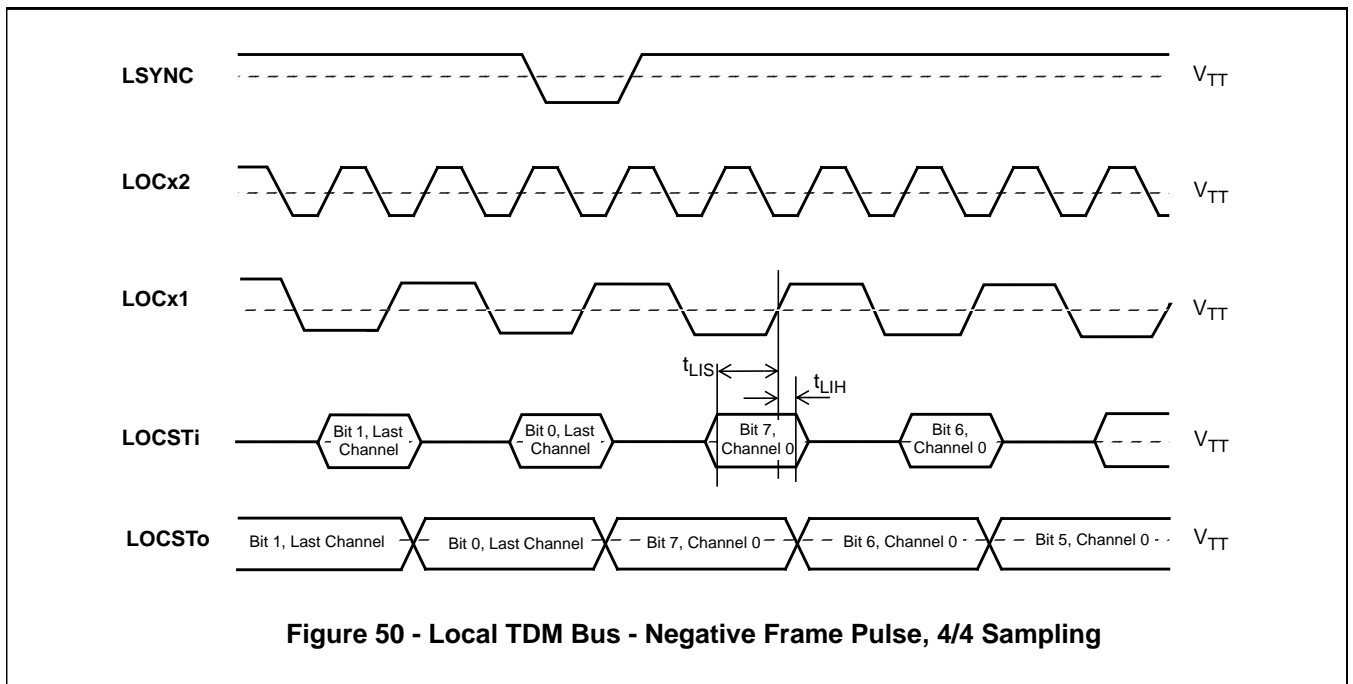 LSYNC
V_TT
LOCx2
V_TT
LOCx1
V_TT
t_LIS
t_LIH
LOCSTi
Bit 1, Last
Channel
Bit 0, Last
Channel
Bit 7,
Channel 0
Bit 6,
Channel 0
V_TT
LOCSTo
Bit 1, Last Channel
Bit 0, Last Channel
Bit 7, Channel 0
Bit 6, Channel 0
Bit 5, Channel 0
V_TT
Figure 50 - Local TDM Bus - Negative Frame Pulse, 4/4 Sampling